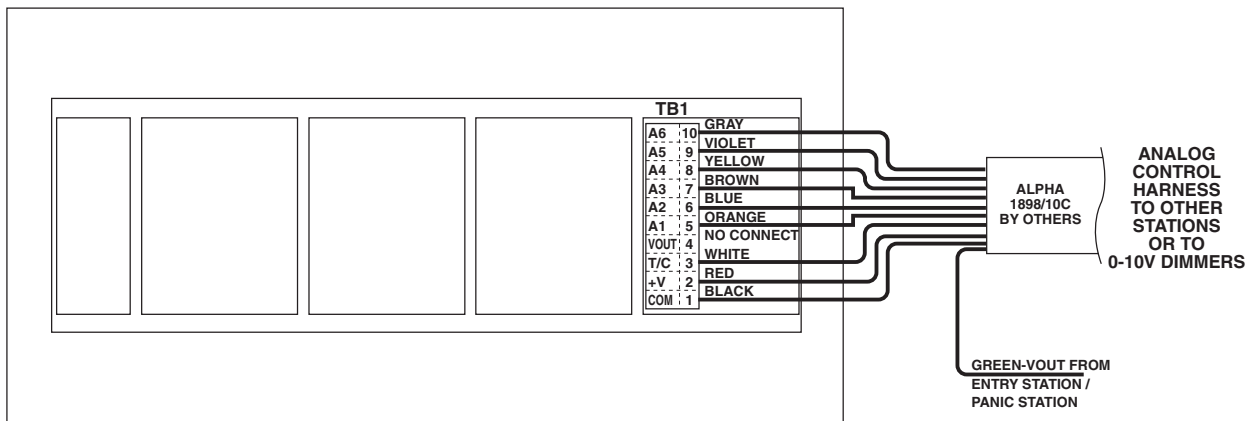 TB1
A6 10 GRAY
A5 9 VIOLET
A4 8 YELLOW
A3 7 BROWN
A2 6 BLUE
A1 5 ORANGE
VOUT 4 NO CONNECT
T/C 3 WHITE
+V 2 RED
COM 1 BLACK
ALPHA
1898/10C
BY OTHERS
ANALOG
CONTROL
HARNESS
TO OTHER
STATIONS
OR TO
0-10V DIMMERS
GREEN-VOUT FROM
ENTRY STATION /
PANIC STATION